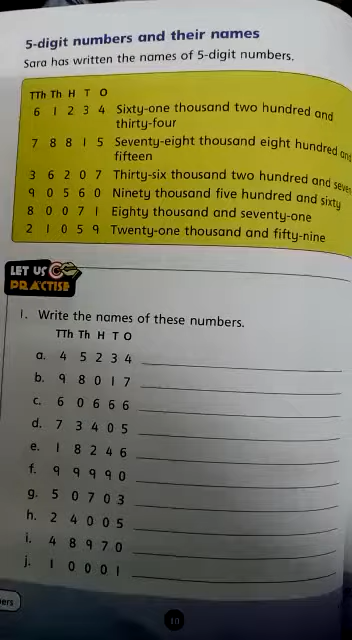 5-digit numbers and their names
Sara has written the names of 5-digit numbers.
TTh Th H T O
6 1 2 3 4 Sixty-one thousand two hundred and
thirty-four
7 8 8 1 5 Seventy-eight thousand eight hundred and
fifteen
3 6 2 0 7 Thirty-six thousand two hundred and seve
9 0 5 6 0 Ninety thousand five hundred and sixty
8 0 0 7 1 Eighty thousand and seventy-one
2 1 0 5 9 Twenty-one thousand and fifty-nine
LET US
PRACTISE
1. Write the names of these numbers.
TTh Th H T O
a. 4 5 2 3 4
b. 9 8 0 1 7
c. 6 0 6 6 6
d. 7 3 4 0 5
e. 1 8 2 4 6
f. 9 9 9 9 0
g. 5 0 7 0 3
h. 2 4 0 0 5
i. 4 8 9 7 0
j. 1 0 0 0 1
ers
10